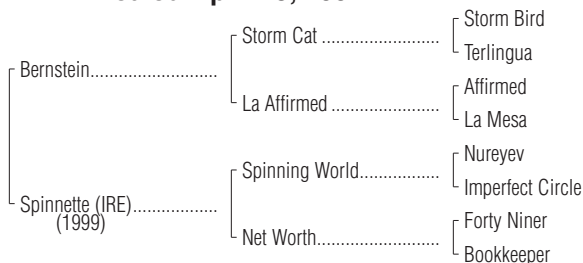 Storm Bird
Storm Cat ........................
Terlingua
Bernstein..........................
Affirmed
La Affirmed .....................
La Mesa
Nureyev
Spinning World................
Imperfect Circle
Spinnette (IRE).................
(1999)
Forty Niner
Net Worth........................
Bookkeeper